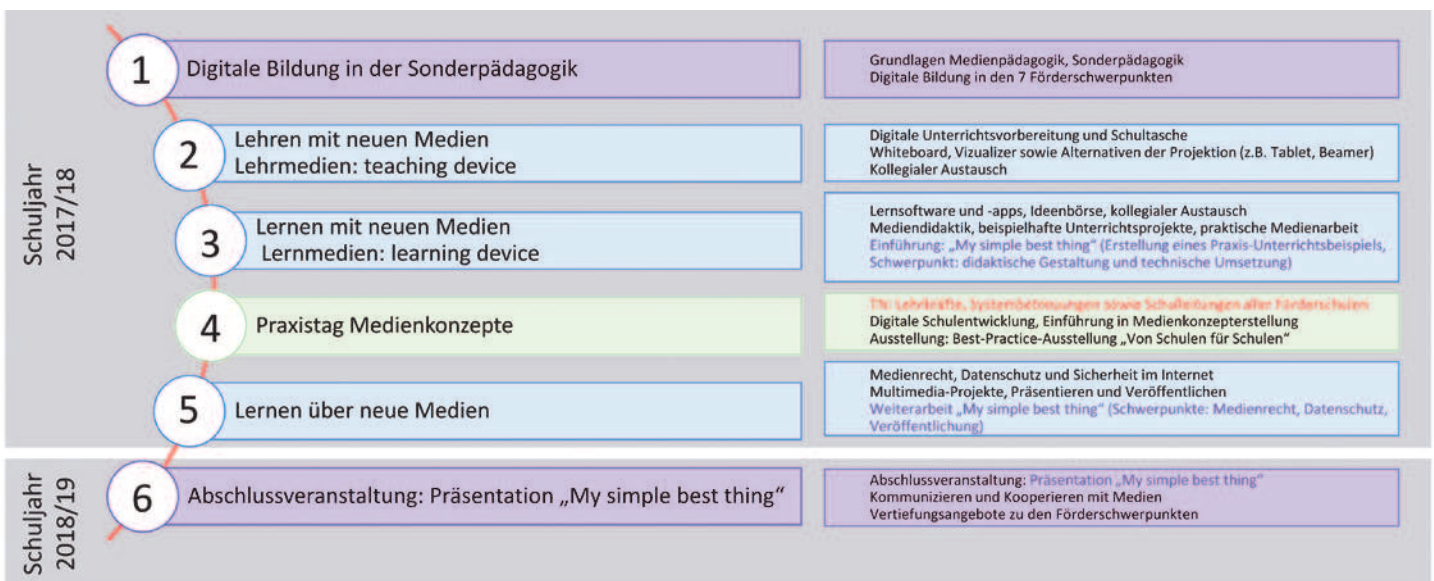 Schuljahr
2017/18
1
Digitale Bildung in der Sonderpädagogik
Grundlagen Medienpädagogik, Sonderpädagogik
Digitale Bildung in den 7 Förderschwerpunkten
2
Lehren mit neuen Medien
Lehrmedien: teaching device
Digitale Unterrichtsvorbereitung und Schultasche
Whiteboard, Vizualizer sowie Alternativen der Projektion (z.B. Tablet, Beamer)
Kollegialer Austausch
3
Lernen mit neuen Medien
Lernmedien: learning device
Lernsoftware und -apps, Ideenbörse, kollegialer Austausch
Mediendidaktik, beispielhafte Unterrichtsprojekte, praktische Medienarbeit
Einführung: „My simple best thing“ (Erstellung eines Praxis-Unterrichtsbeispiels,
Schwerpunkt: didaktische Gestaltung und technische Umsetzung)
4
Praxistag Medienkonzepte
TN: Lehrkräfte, Systembetreuungen sowie Schulleitungen aller Förderschulen
Digitale Schulentwicklung, Einführung in Medienkonzepterstellung
Ausstellung: Best-Practice-Ausstellung „Von Schulen für Schulen“
5
Lernen über neue Medien
Medienrecht, Datenschutz und Sicherheit im Internet
Multimedia-Projekte, Präsentieren und Veröffentlichen
Weiterarbeit „My simple best thing“ (Schwerpunkte: Medienrecht, Datenschutz,
Veröffentlichung)
Schuljahr
2018/19
6
Abschlussveranstaltung: Präsentation „My simple best thing“
Abschlussveranstaltung: Präsentation „My simple best thing“
Kommunizieren und Kooperieren mit Medien
Vertiefungsangebote zu den Förderschwerpunkten